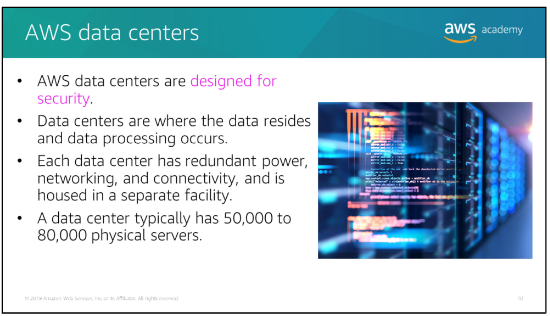 AWS data centers
aws academy
• AWS data centers are designed for
security.
• Data centers are where the data resides
and data processing occurs.
• Each data center has redundant power,
networking, and connectivity, and is
housed in a separate facility.
• A data center typically has 50,000 to
80,000 physical servers.
© 2019 Amazon Web Services, Inc. or its Affiliates. All rights reserved.